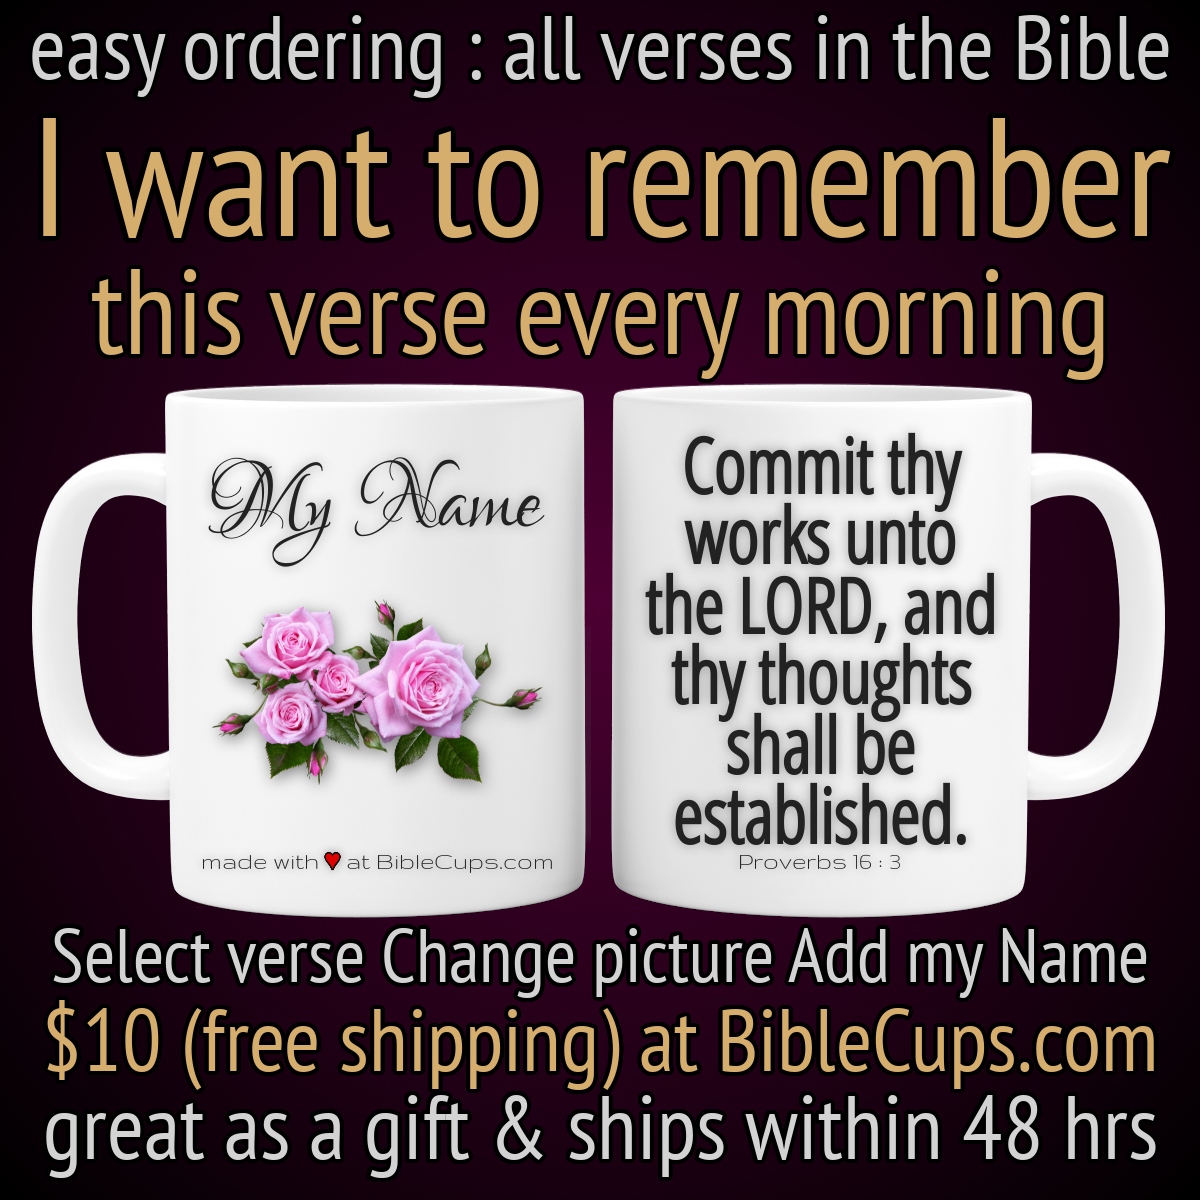 easy ordering : all verses in the Bible
I want to remember
this verse every morning
My Name
made with ♥ at BibleCups.com
Commit thy
works unto
the LORD, and
thy thoughts
shall be
established.
Proverbs 16 : 3
Select verse Change picture Add my Name
$10 (free shipping) at BibleCups.com
great as a gift & ships within 48 hrs